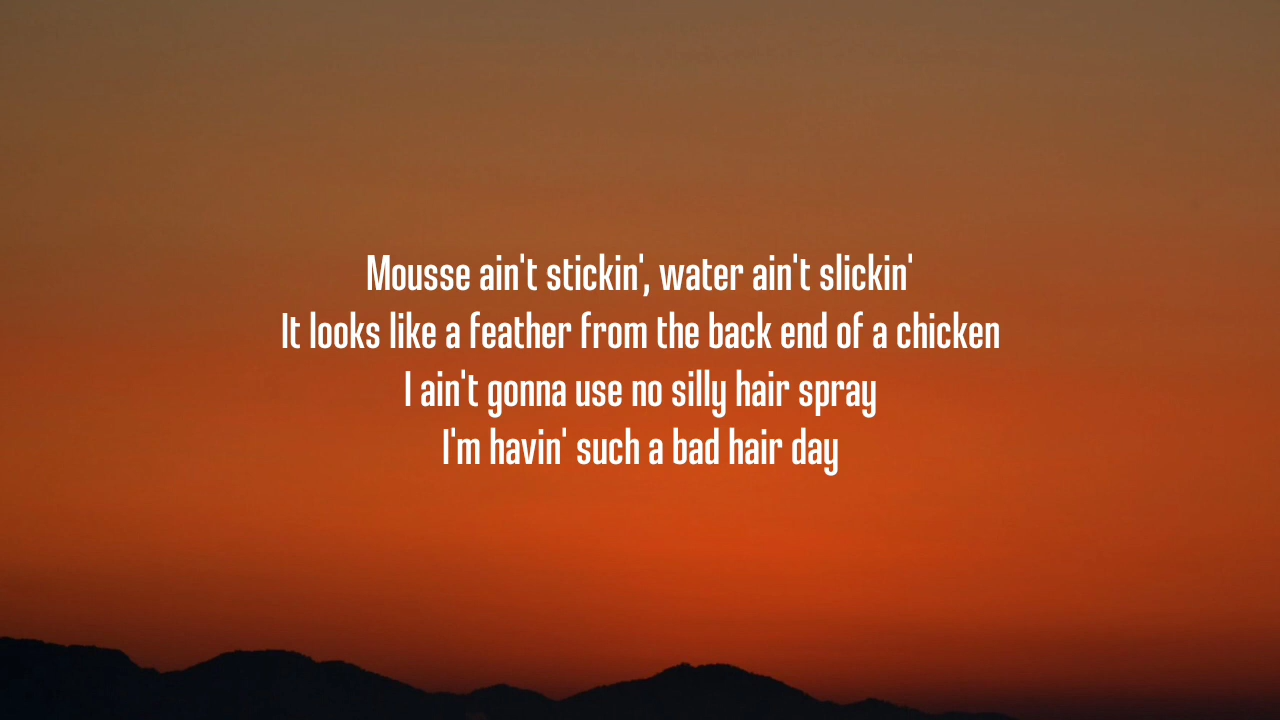 Mousse ain't stickin', water ain't slickin'
It looks like a feather from the back end of a chicken
I ain't gonna use no silly hair spray
I'm havin' such a bad hair day